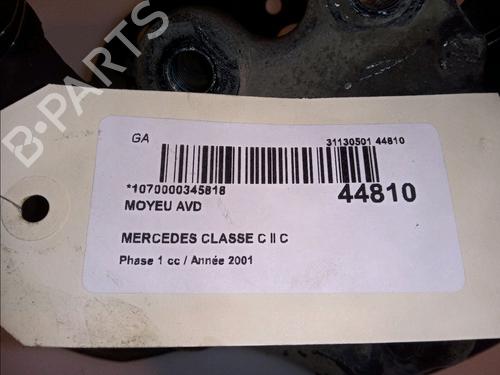 B-PARTS
GA
31130501 44810
*1070000345818
44810
MOYEU AVD
MERCEDES CLASSE C II C
Phase 1 cc / Année 2001